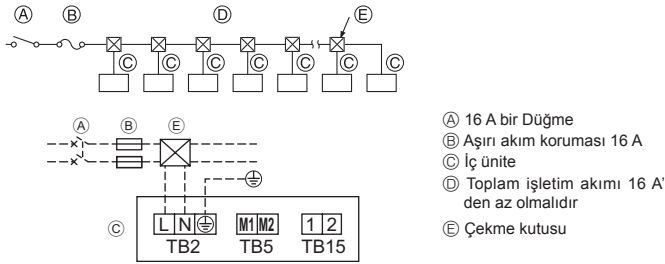 Ⓐ Ⓑ Ⓓ Ⓔ
Ⓒ Ⓒ Ⓒ Ⓒ Ⓒ Ⓒ Ⓒ
Ⓐ Ⓑ Ⓔ
Ⓒ L N M1 M2 1 2
TB2 TB5 TB15
Ⓐ 16 A bir Düğme
Ⓑ Aşırı akım koruması 16 A
Ⓒ İç ünite
Ⓓ Toplam işletim akımı 16 A’
den az olmalıdır
Ⓔ Çekme kutusu